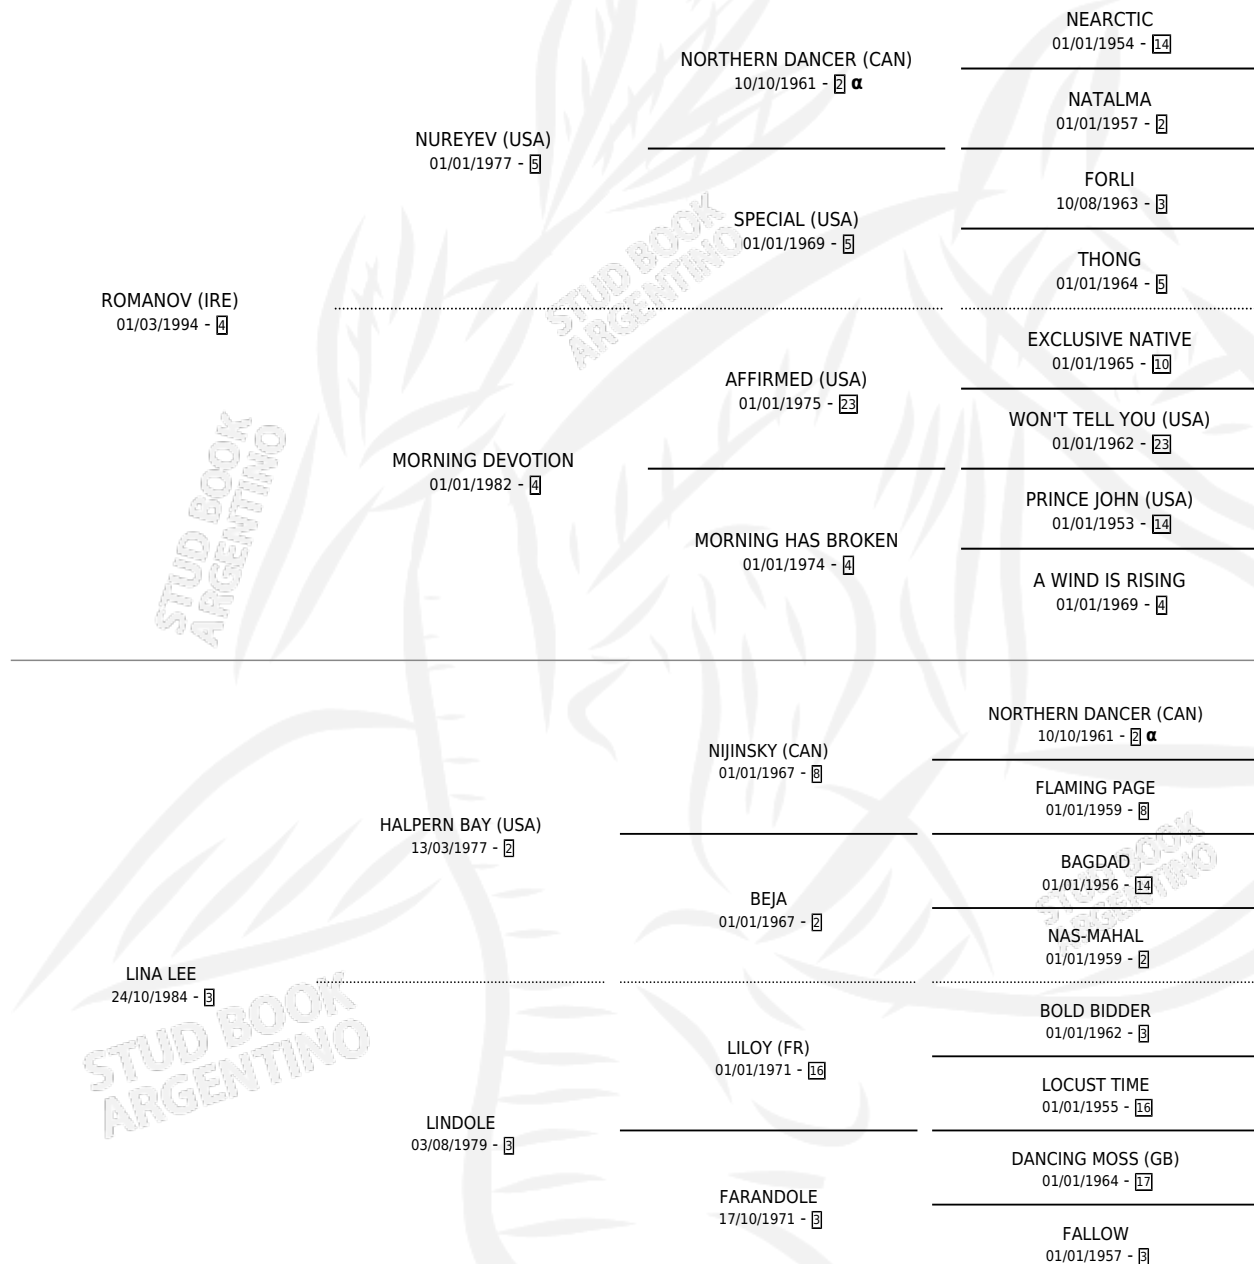 NEARCTIC
01/01/1954 - 14
NORTHERN DANCER (CAN)
10/10/1961 - 2 α
NATALMA
01/01/1957 - 2
NUREYEV (USA)
01/01/1977 - 5
FORLI
10/08/1963 - 3
SPECIAL (USA)
01/01/1969 - 5
THONG
01/01/1964 - 5
ROMANOV (IRE)
01/03/1994 - 4
EXCLUSIVE NATIVE
01/01/1965 - 10
AFFIRMED (USA)
01/01/1975 - 23
WON'T TELL YOU (USA)
01/01/1962 - 23
MORNING DEVOTION
01/01/1982 - 4
PRINCE JOHN (USA)
01/01/1953 - 14
MORNING HAS BROKEN
01/01/1974 - 4
A WIND IS RISING
01/01/1969 - 4
NORTHERN DANCER (CAN)
10/10/1961 - 2 α
NIJINSKY (CAN)
01/01/1967 - 8
FLAMING PAGE
01/01/1959 - 8
HALPERN BAY (USA)
13/03/1977 - 2
BAGDAD
01/01/1956 - 14
BEJA
01/01/1967 - 2
NAS-MAHAL
01/01/1959 - 2
LINA LEE
24/10/1984 - 3
BOLD BIDDER
01/01/1962 - 3
LILOY (FR)
01/01/1971 - 16
LOCUST TIME
01/01/1955 - 16
LINDOLE
03/08/1979 - 3
DANCING MOSS (GB)
01/01/1964 - 17
FARANDOLE
17/10/1971 - 3
FALLOW
01/01/1957 - 3
STUD BOOK
ARGENTINO
STUD BOOK
ARGENTINO
STUD BOOK
ARGENTINO
STUD BOOK
ARGENTINO